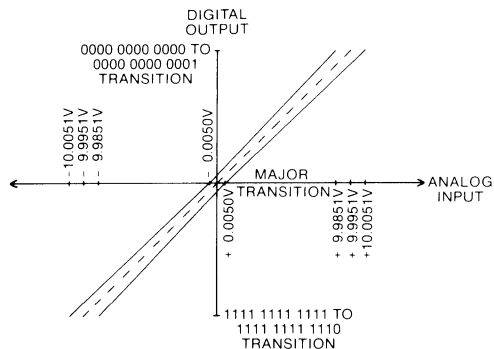 DIGITAL
OUTPUT
0000 0000 0000 TO
0000 0000 0001
TRANSITION
-10.0051V
-9.9951V
-9.9851V
-0.0050V
MAJOR
TRANSITION
ANALOG
INPUT
+ 0.0050V
+ 9.9851V
+ 9.9951V
+10.0051V
1111 1111 1111 TO
1111 1111 1110
TRANSITION